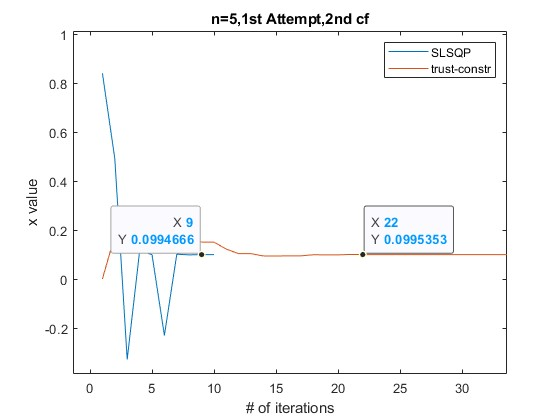 n=5,1st Attempt,2nd cf
1
SLSQP
trust-constr
0.8
0.6
0.4
x value
0.2
X 9
Y 0.0994666
X 22
Y 0.0995353
0
-0.2
0
5
10
15
20
25
30
# of iterations